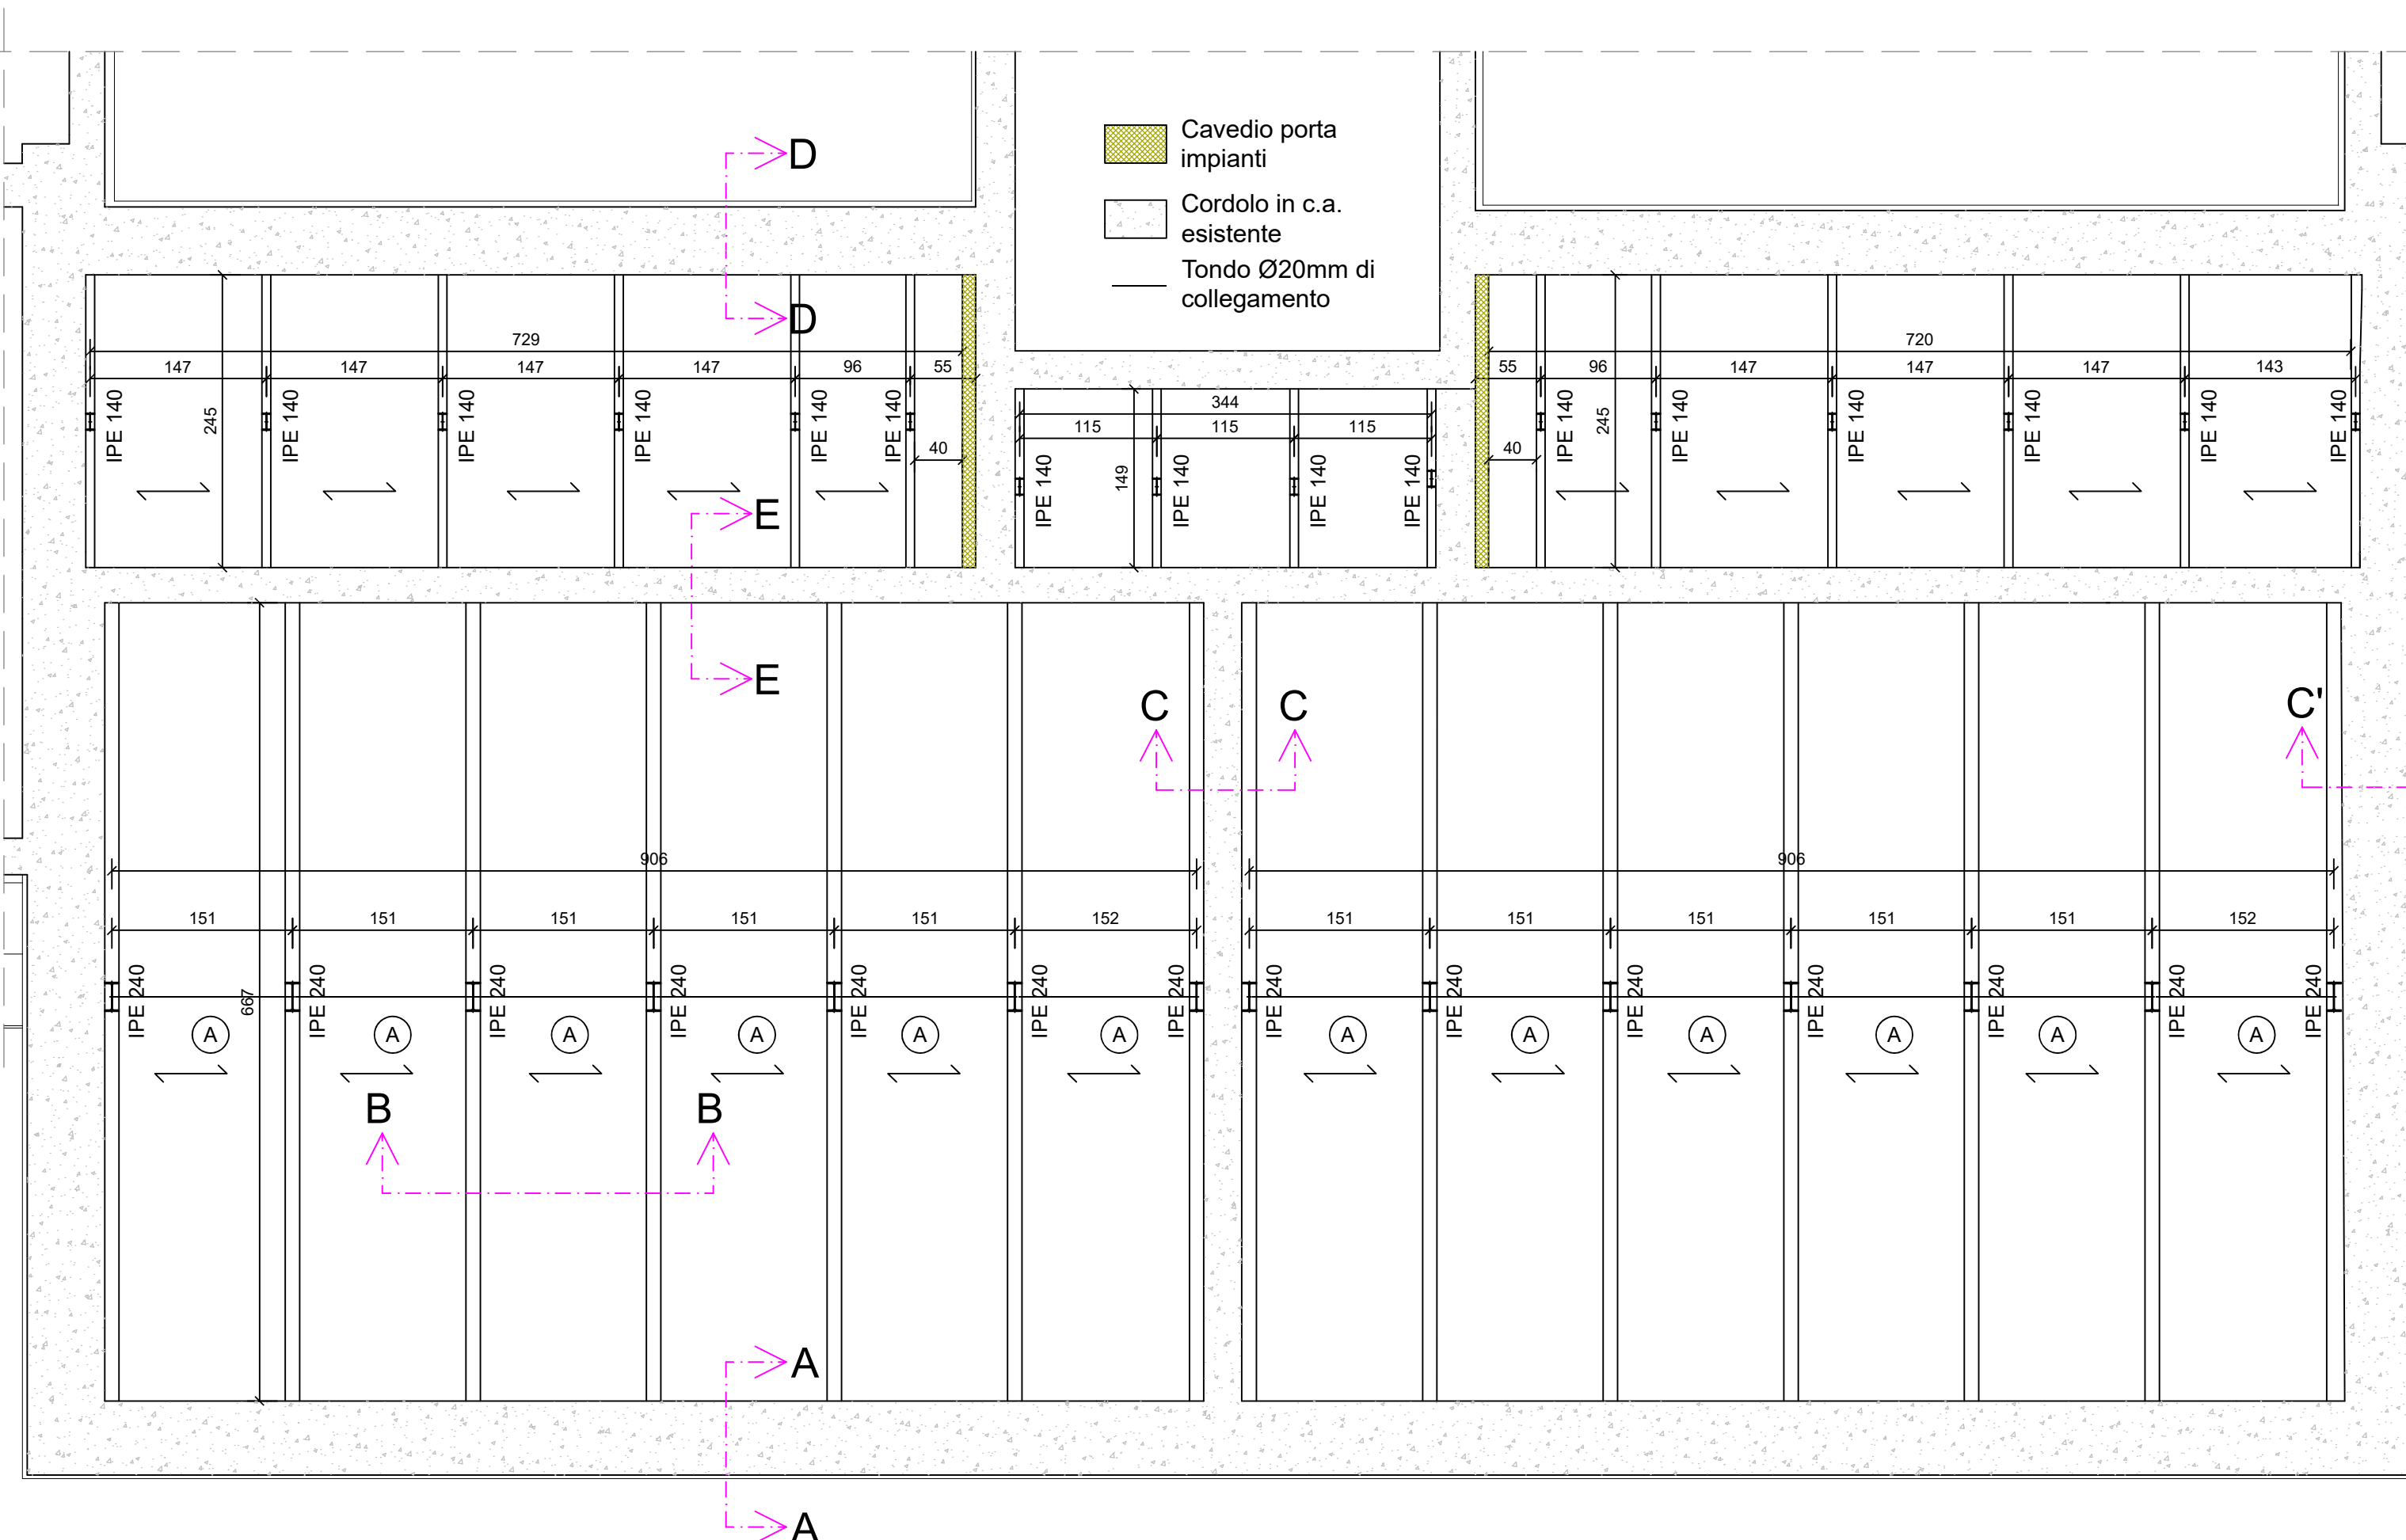 D
Cavedio porta
impianti
Cordolo in c.a.
esistente
Tondo Ø20mm di
collegamento
D
729
720
147
147
147
147
96
55
55
96
147
147
147
143
245
IPE 140
IPE 140
IPE 140
IPE 140
IPE 140
IPE 140
40
344
115
115
115
149
IPE 140
IPE 140
IPE 140
IPE 140
40
245
IPE 140
IPE 140
IPE 140
IPE 140
IPE 140
IPE 140
E
E
C
C
C'
906
906
151
151
151
151
151
152
151
151
151
151
151
152
667
IPE 240
IPE 240
IPE 240
IPE 240
IPE 240
IPE 240
IPE 240
IPE 240
IPE 240
IPE 240
IPE 240
IPE 240
IPE 240
IPE 240
A
A
A
A
A
A
A
A
A
A
A
A
B
B
A
A